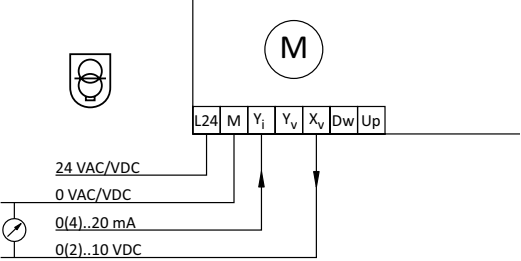 M
L24 M Yi Yv Xv Dw Up
24 VAC/VDC
0 VAC/VDC
0(4)..20 mA
0(2)..10 VDC